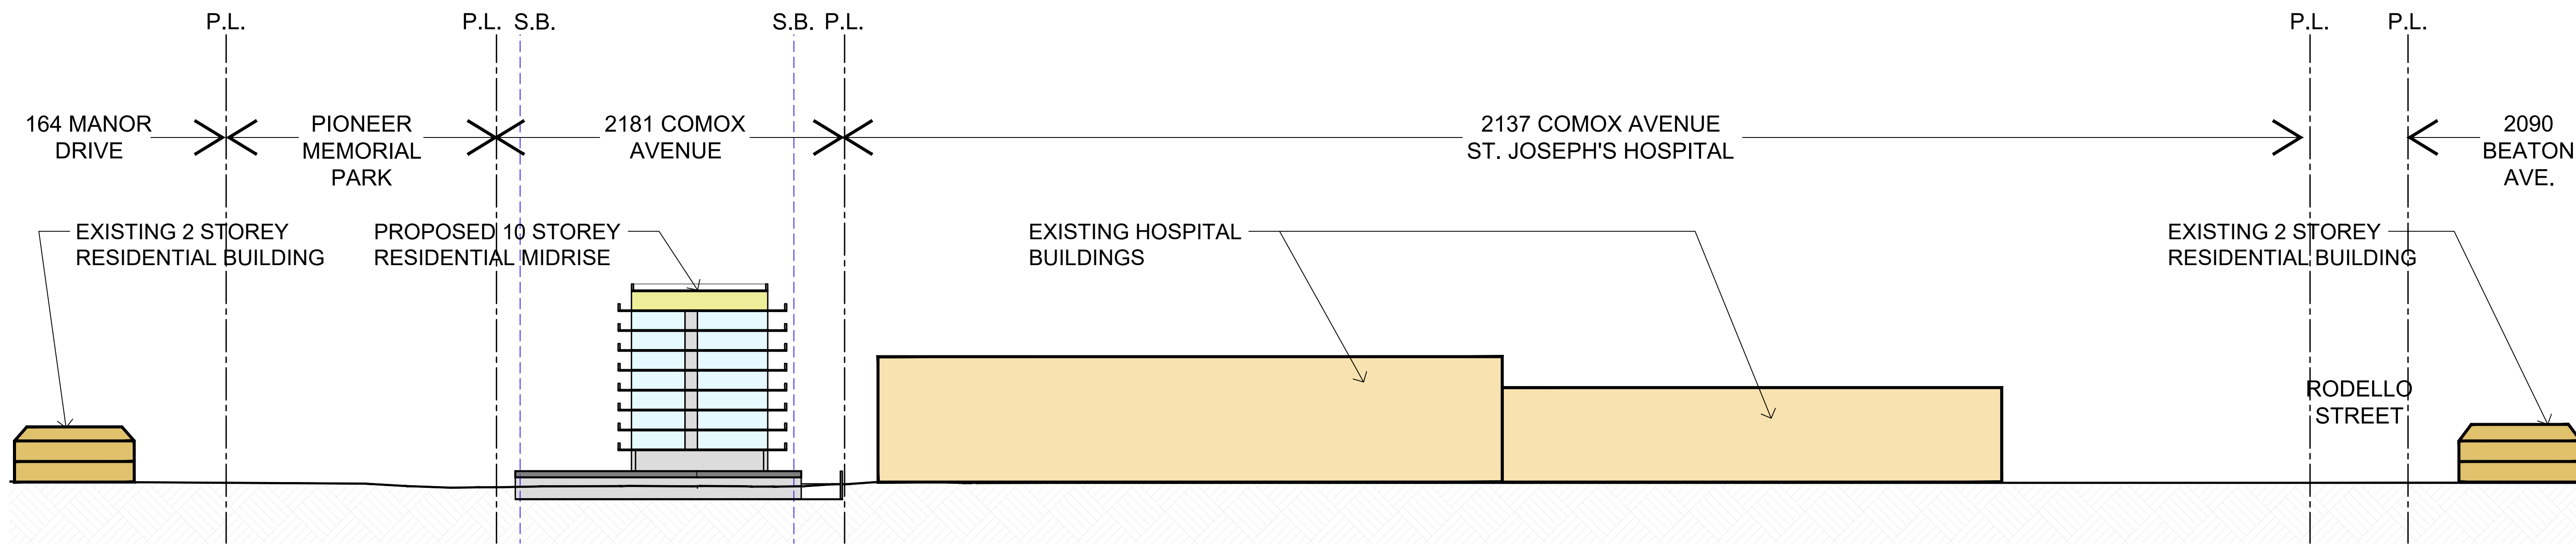 P.L.
P.L. S.B.
S.B. P.L.
P.L.
P.L.
164 MANOR
DRIVE
PIONEER
MEMORIAL
PARK
2181 COMOX
AVENUE
2137 COMOX AVENUE
ST. JOSEPH'S HOSPITAL
2090
BEATON
AVE.
EXISTING 2 STOREY
RESIDENTIAL BUILDING
PROPOSED 10 STOREY
RESIDENTIAL MIDRISE
EXISTING HOSPITAL
BUILDINGS
EXISTING 2 STOREY
RESIDENTIAL BUILDING
RODELLO
STREET